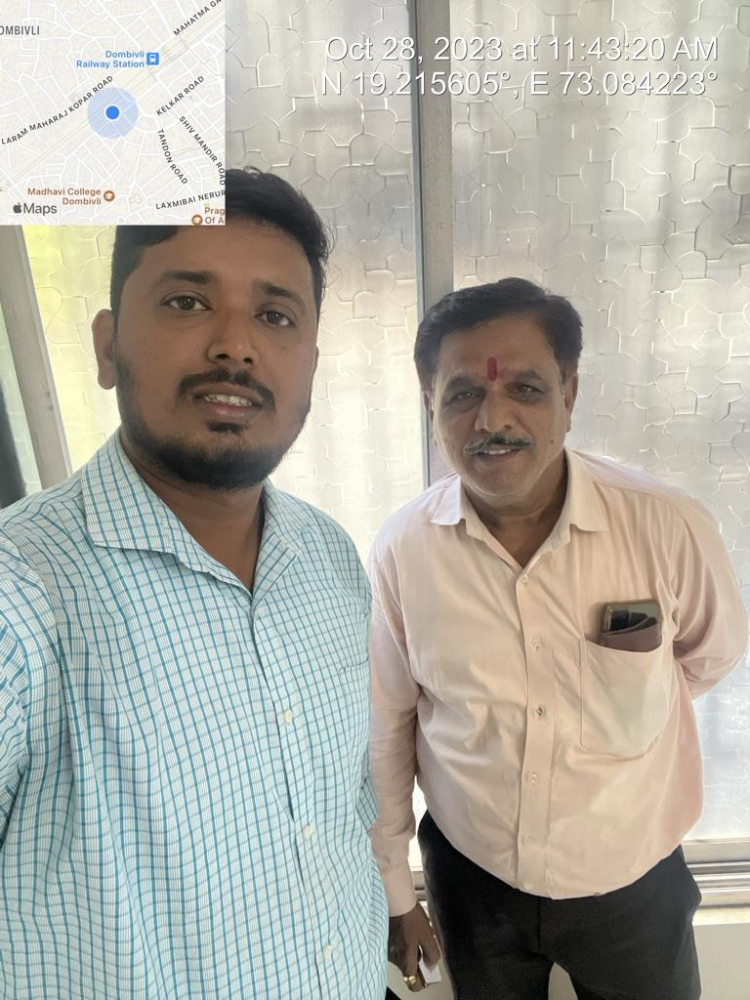 Oct 28, 2023 at 11:43:20 AM
N 19.215605°, E 73.084223°
OMBIVLI
MAHATMA GA
Dombivli
Railway Station
LARAM MAHARAJ KOPAR ROAD
KELKAR ROAD
SHIV MANDIR ROAD
TANDON ROAD
Madhavi College
Dombivli
LAXMIBAI NERUR
Maps
Prag
Of A